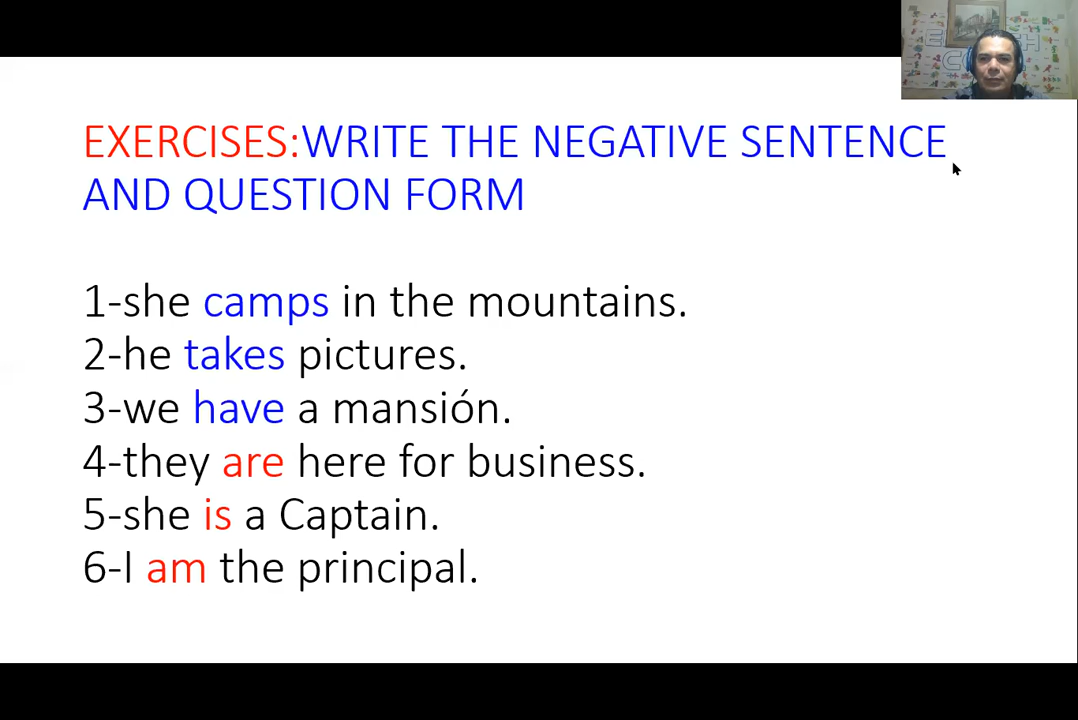 EXERCISES:WRITE THE NEGATIVE SENTENCE
AND QUESTION FORM
1-she camps in the mountains.
2-he takes pictures.
3-we have a mansión.
4-they are here for business.
5-she is a Captain.
6-I am the principal.